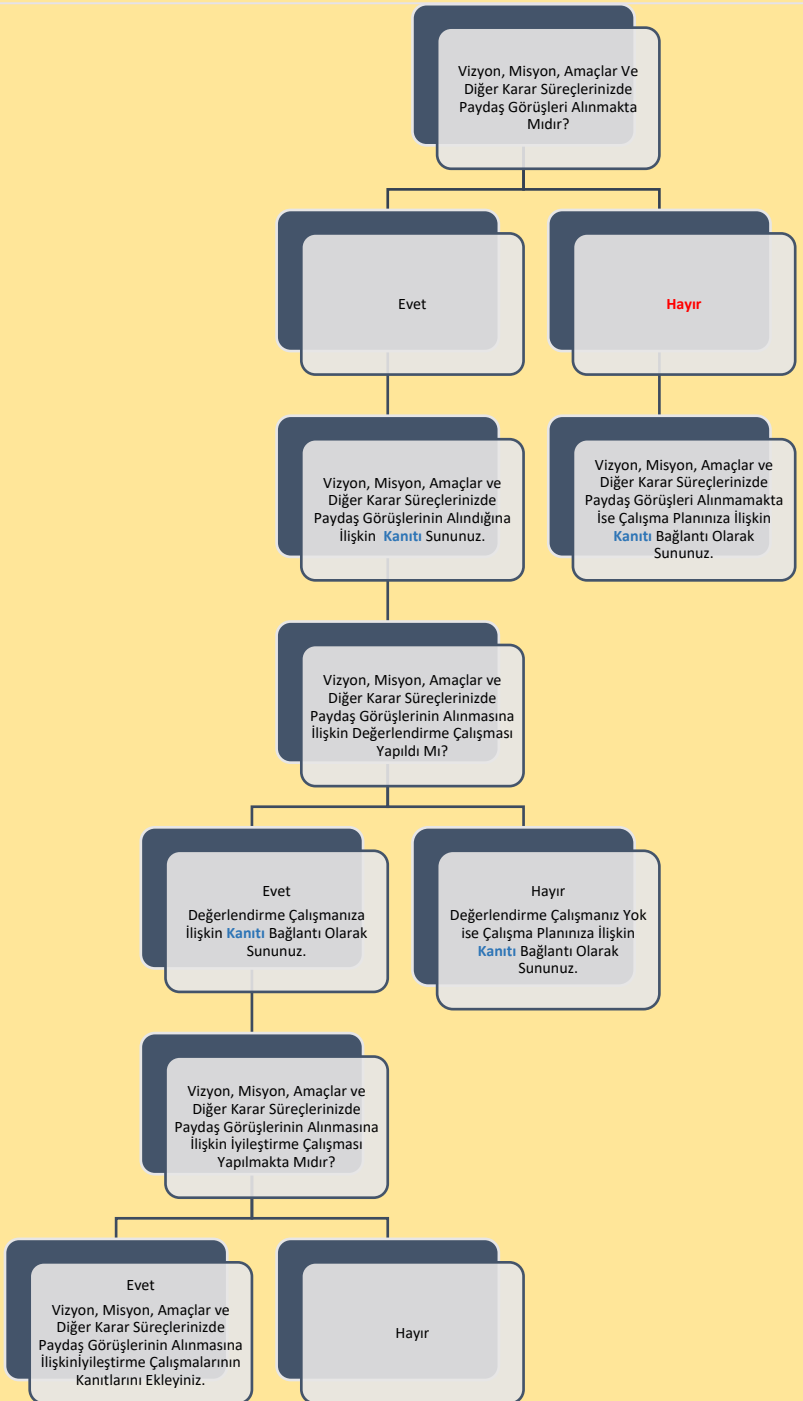 Vizyon, Misyon, Amaçlar Ve
Diğer Karar Süreçlerinizde
Paydaş Görüşleri Alınmakta
Mıdır?
Evet
Hayır
Vizyon, Misyon, Amaçlar ve
Diğer Karar Süreçlerinizde
Paydaş Görüşlerinin Alındığına
İlişkin Kanıtı Sununuz.
Vizyon, Misyon, Amaçlar ve
Diğer Karar Süreçlerinizde
Paydaş Görüşleri Alınmamakta
İse Çalışma Planınıza İlişkin
Kanıtı Bağlantı Olarak
Sununuz.
Vizyon, Misyon, Amaçlar ve
Diğer Karar Süreçlerinizde
Paydaş Görüşlerinin Alınmasına
İlişkin Değerlendirme Çalışması
Yapıldı Mı?
Evet
Değerlendirme Çalışmanıza
İlişkin Kanıtı Bağlantı Olarak
Sununuz.
Hayır
Değerlendirme Çalışmanız Yok
ise Çalışma Planınıza İlişkin
Kanıtı Bağlantı Olarak
Sununuz.
Vizyon, Misyon, Amaçlar ve
Diğer Karar Süreçlerinizde
Paydaş Görüşlerinin Alınmasına
İlişkin İyileştirme Çalışması
Yapılmakta Mıdır?
Evet
Vizyon, Misyon, Amaçlar ve
Diğer Karar Süreçlerinizde
Paydaş Görüşlerinin Alınmasına
İlişkinİyileştirme Çalışmalarının
Kanıtlarını Ekleyiniz.
Hayır